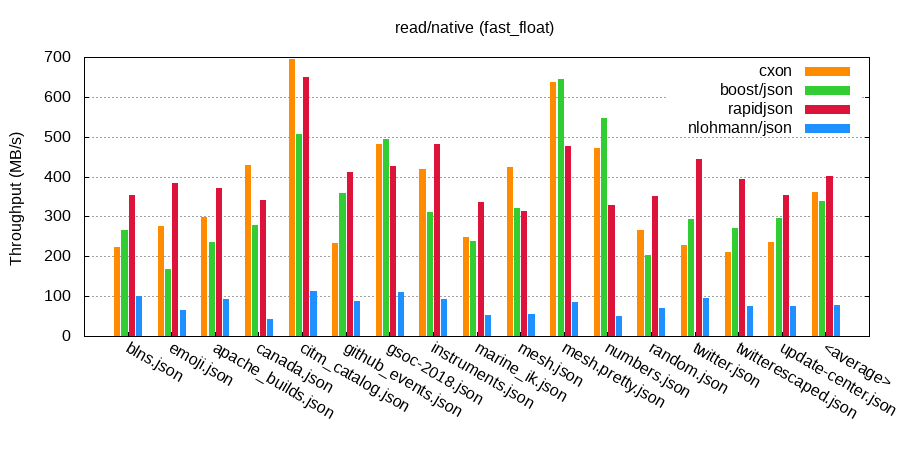 read/native (fast_float)
Throughput (MB/s)
700
600
500
400
300
200
100
0
cxon
boost/json
rapidjson
nlohmann/json
blns.json
emoji.json
apache_builds.json
canada.json
citm_catalog.json
github_events.json
gsoc-2018.json
instruments.json
marine_ik.json
mesh.json
mesh.pretty.json
numbers.json
random.json
twitter.json
twitterescaped.json
update-center.json
<average>